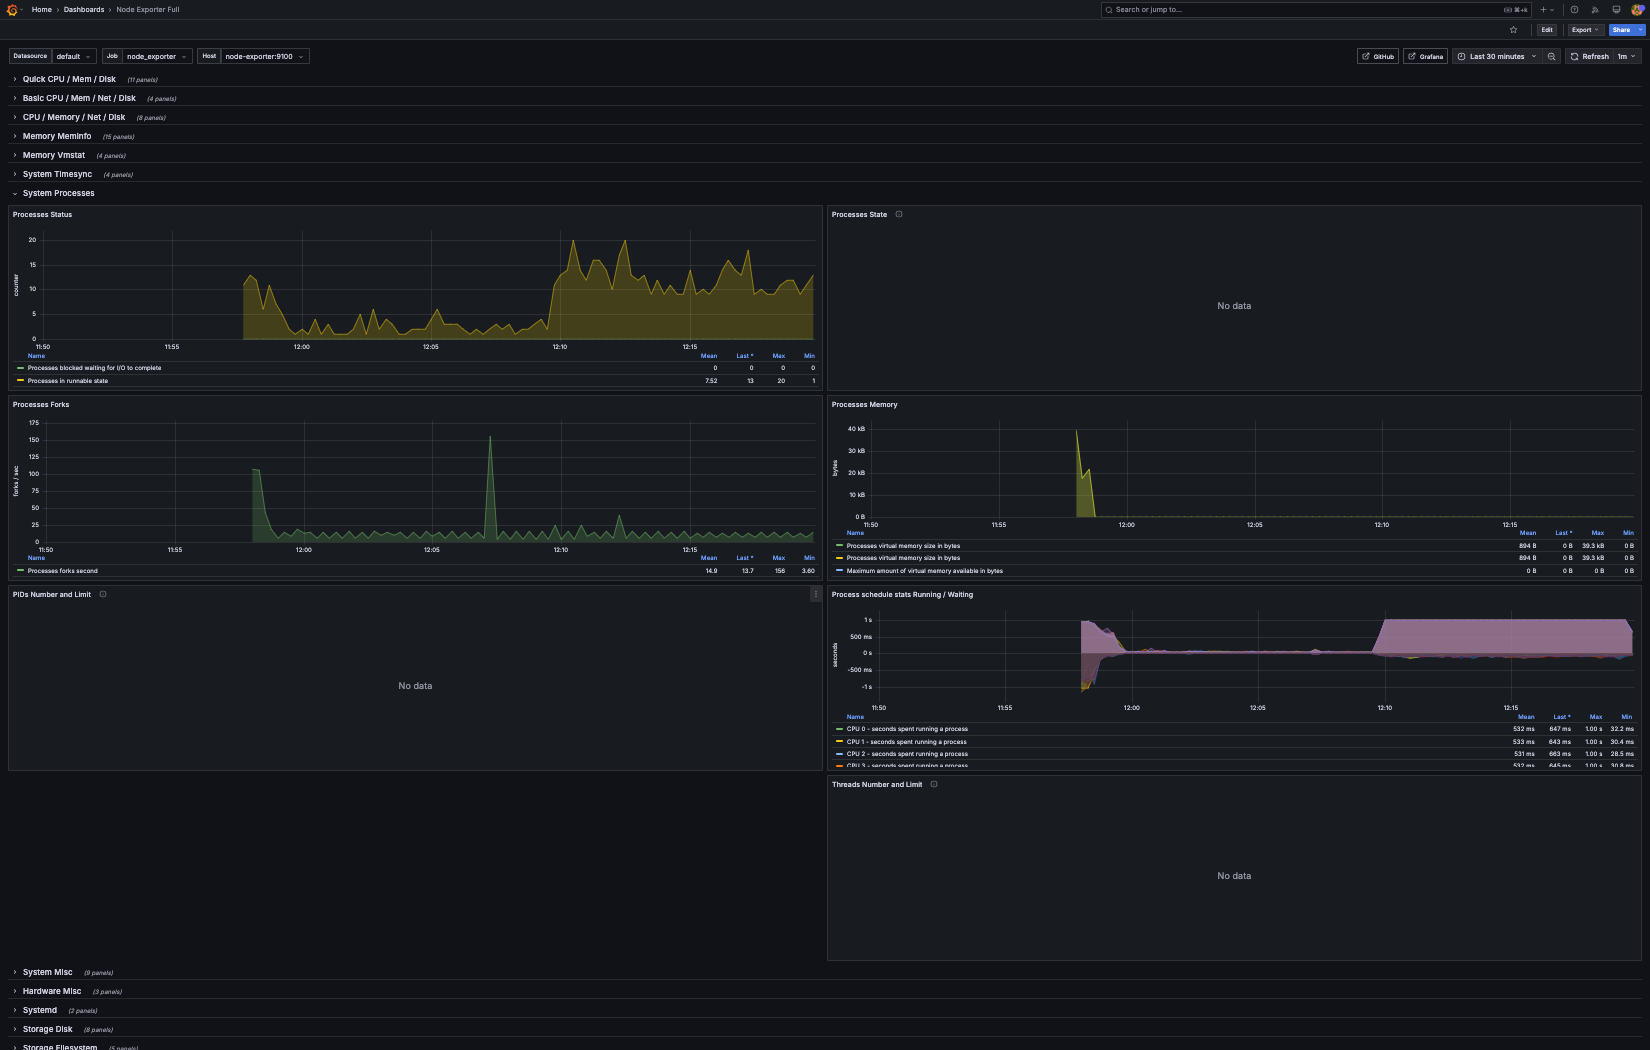 Home › Dashboards › Node Exporter Full
Search or jump to...
⌘+k
Edit
Export
Share
Datasource default
Job node_exporter
Host node-exporter:9100
GitHub
Grafana
Last 30 minutes
Refresh 1m
Quick CPU / Mem / Disk (11 panels)
Basic CPU / Mem / Net / Disk (4 panels)
CPU / Memory / Net / Disk (8 panels)
Memory Meminfo (15 panels)
Memory Vmstat (4 panels)
System Timesync (4 panels)
System Processes
Processes Status
counter
20
15
10
5
0
11:50 11:55 12:00 12:05 12:10 12:15
Name Mean Last * Max Min
Processes blocked waiting for I/O to complete 0 0 0 0
Processes in runnable state 7.52 13 20 1
Processes State
No data
Processes Forks
forks / sec
175
150
125
100
75
50
25
0
11:50 11:55 12:00 12:05 12:10 12:15
Name Mean Last * Max Min
Processes forks second 14.9 13.7 156 3.60
Processes Memory
bytes
40 kB
30 kB
20 kB
10 kB
0 B
11:50 11:55 12:00 12:05 12:10 12:15
Name Mean Last * Max Min
Processes virtual memory size in bytes 894 B 0 B 39.3 kB 0 B
Processes virtual memory size in bytes 894 B 0 B 39.3 kB 0 B
Maximum amount of virtual memory available in bytes 0 B 0 B 0 B 0 B
PIDs Number and Limit
No data
Process schedule stats Running / Waiting
seconds
1 s
500 ms
0 s
-500 ms
-1 s
11:50 11:55 12:00 12:05 12:10 12:15
Name Mean Last * Max Min
CPU 0 - seconds spent running a process 532 ms 647 ms 1.00 s 32.2 ms
CPU 1 - seconds spent running a process 533 ms 643 ms 1.00 s 30.4 ms
CPU 2 - seconds spent running a process 531 ms 663 ms 1.00 s 28.5 ms
CPU 3 - seconds spent running a process 532 ms 645 ms 1.00 s 30.8 ms
Threads Number and Limit
No data
System Misc (9 panels)
Hardware Misc (3 panels)
Systemd (2 panels)
Storage Disk (8 panels)
Storage Filesystem (5 panels)